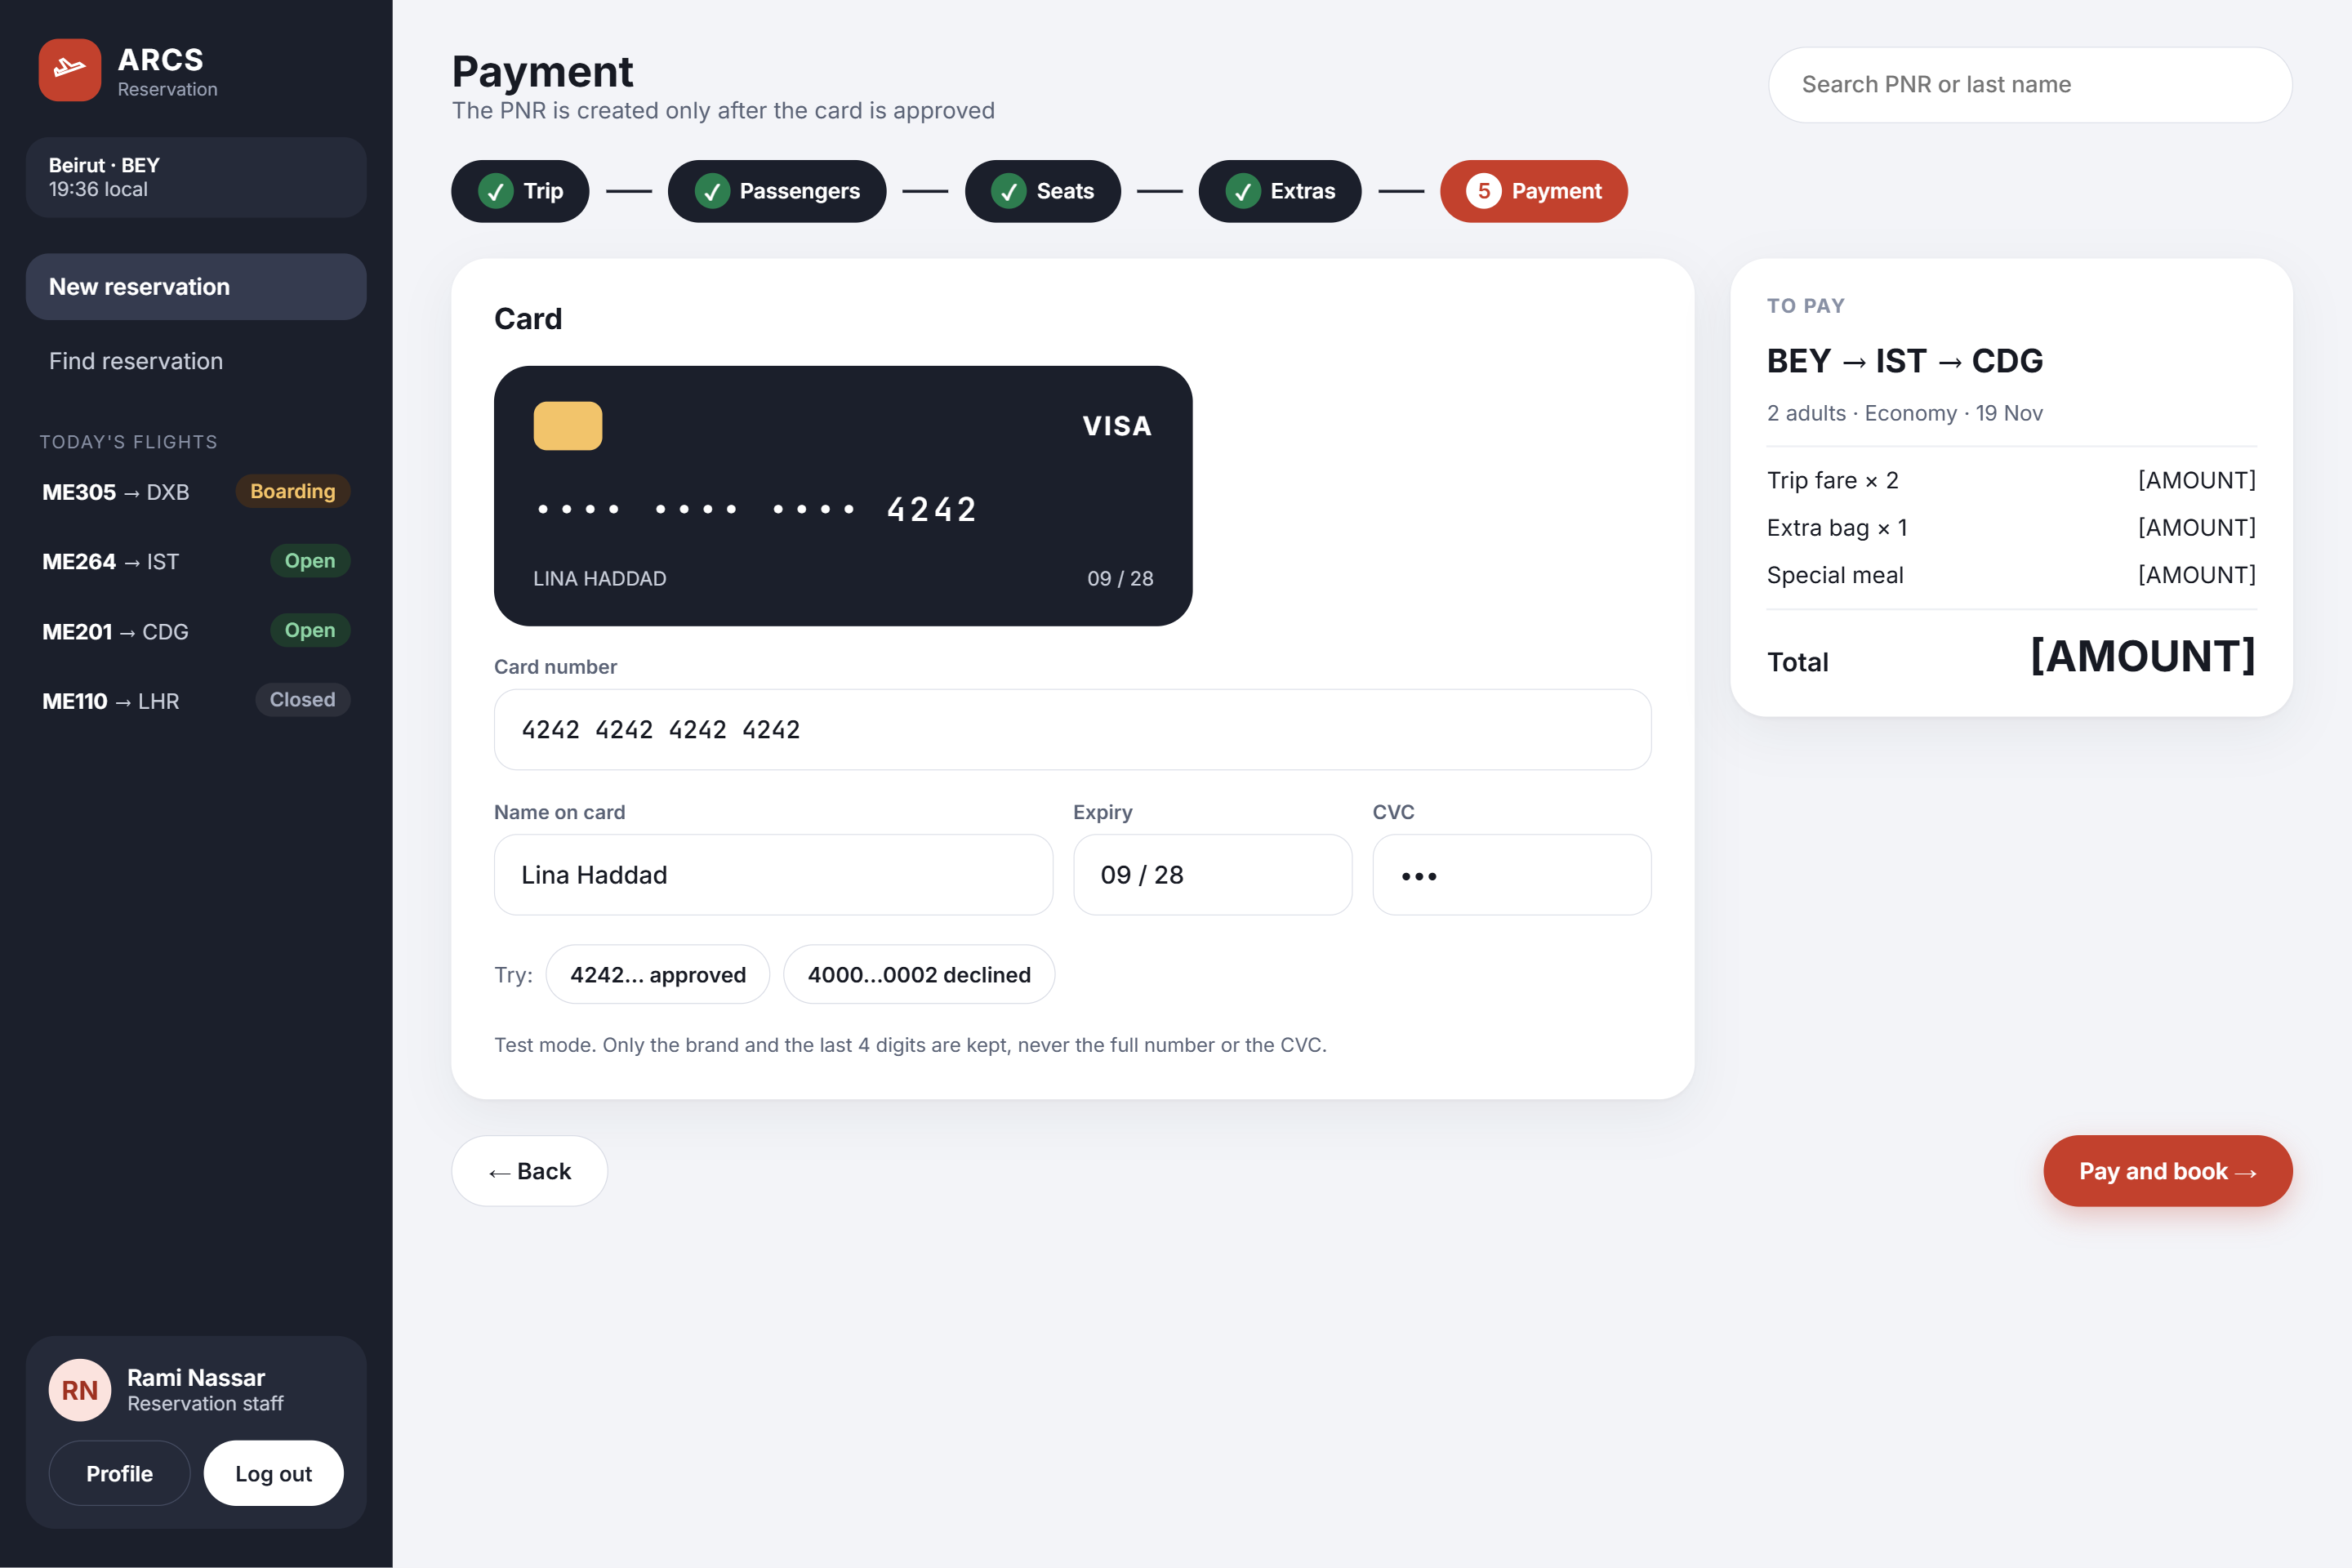 ARCS
Reservation
Beirut · BEY
19:36 local
New reservation
Find reservation
TODAY'S FLIGHTS
ME305 → DXB Boarding
ME264 → IST Open
ME201 → CDG Open
ME110 → LHR Closed
RN
Rami Nassar
Reservation staff
Profile Log out
Payment
The PNR is created only after the card is approved
Search PNR or last name
✓ Trip — ✓ Passengers — ✓ Seats — ✓ Extras — 5 Payment
Card
VISA
•••• •••• •••• 4242
LINA HADDAD 09 / 28
Card number
4242 4242 4242 4242
Name on card Expiry CVC
Lina Haddad 09 / 28 •••
Try: 4242… approved 4000…0002 declined
Test mode. Only the brand and the last 4 digits are kept, never the full number or the CVC.
TO PAY
BEY → IST → CDG
2 adults · Economy · 19 Nov
Trip fare × 2 [AMOUNT]
Extra bag × 1 [AMOUNT]
Special meal [AMOUNT]
Total [AMOUNT]
← Back
Pay and book →